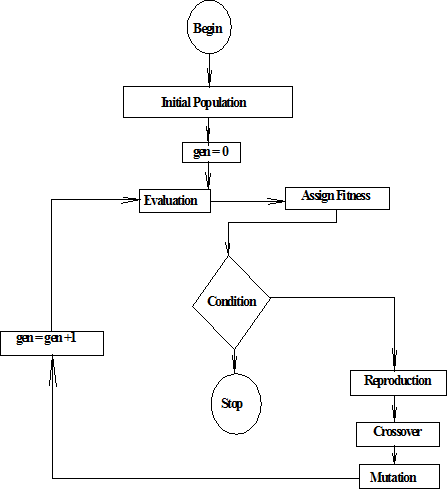 Begin
Initial Population
gen = 0
Evaluation
Assign Fitness
Condition
gen = gen +1
Reproduction
Stop
Crossover
Mutation